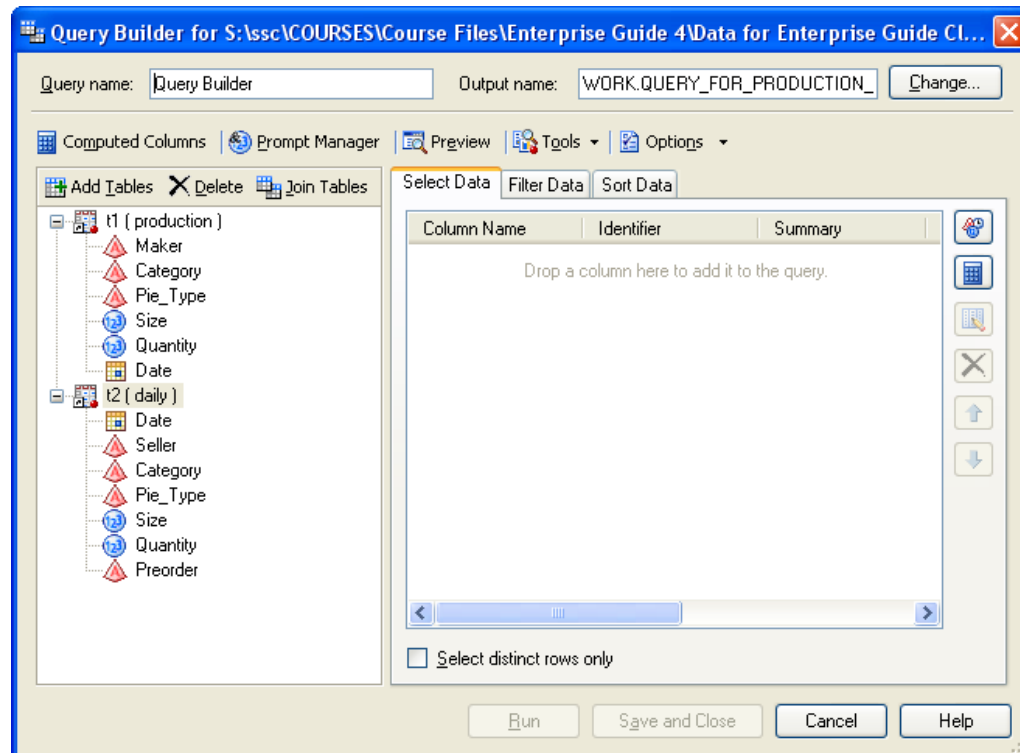 Query Builder for S:\ssc\COURSES\Course Files\Enterprise Guide 4\Data for Enterprise Guide Cl...
Query name: Query Builder Output name: WORK.QUERY_FOR_PRODUCTION_ Change...
Computed Columns Prompt Manager Preview Tools Options
Add Tables Delete Join Tables
Select Data Filter Data Sort Data
t1 ( production )
Maker
Category
Pie_Type
Size
Quantity
Date
t2 ( daily )
Date
Seller
Category
Pie_Type
Size
Quantity
Preorder
Column Name Identifier Summary
Drop a column here to add it to the query.
Select distinct rows only
Run Save and Close Cancel Help